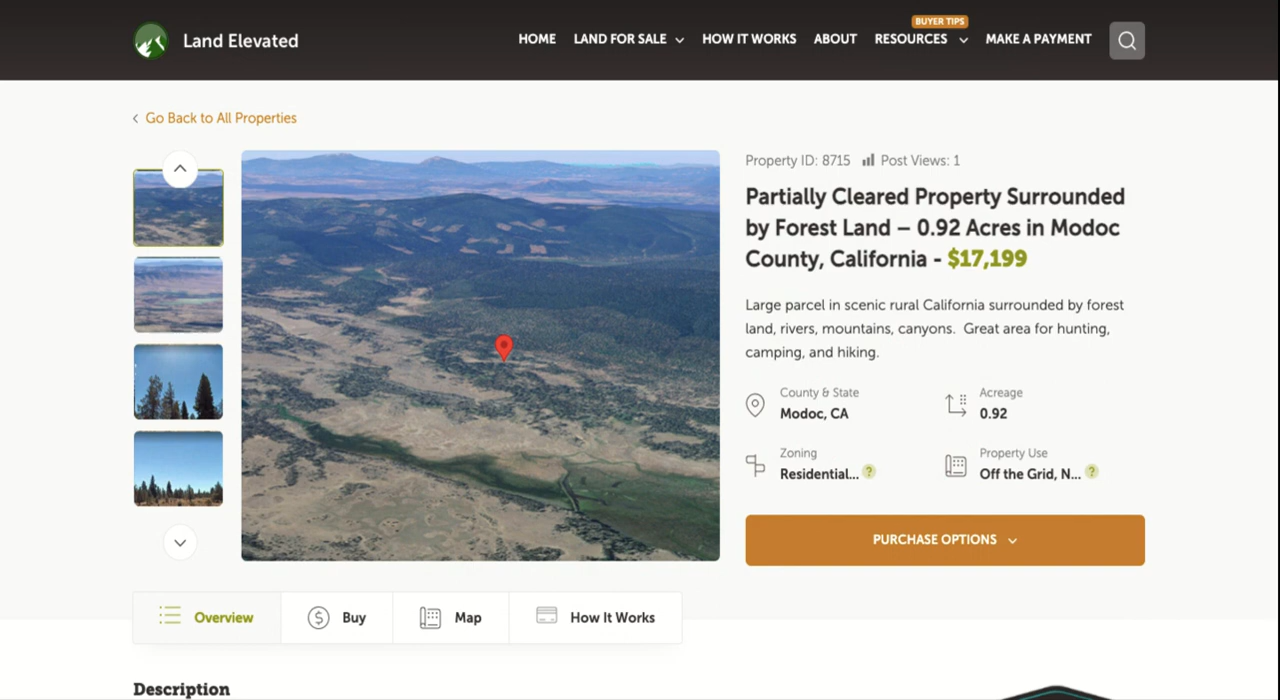 Land Elevated
HOME LAND FOR SALE HOW IT WORKS ABOUT RESOURCES MAKE A PAYMENT
BUYER TIPS
Go Back to All Properties
Property ID: 8715 Post Views: 1
Partially Cleared Property Surrounded
by Forest Land – 0.92 Acres in Modoc
County, California - $17,199
Large parcel in scenic rural California surrounded by forest
land, rivers, mountains, canyons. Great area for hunting,
camping, and hiking.
County & State
Modoc, CA
Acreage
0.92
Zoning
Residential... ?
Property Use
Off the Grid, N... ?
PURCHASE OPTIONS
Overview
$ Buy
Map
How It Works
Description